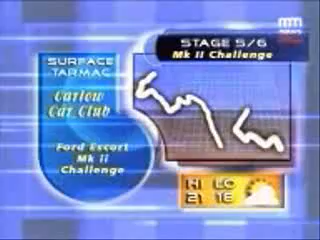 STAGE 5/6
Mk II Challenge
SURFACE
TARMAC
Carlow
Car Club
Ford Escort
Mk II
Challenge
HI LO
21 18